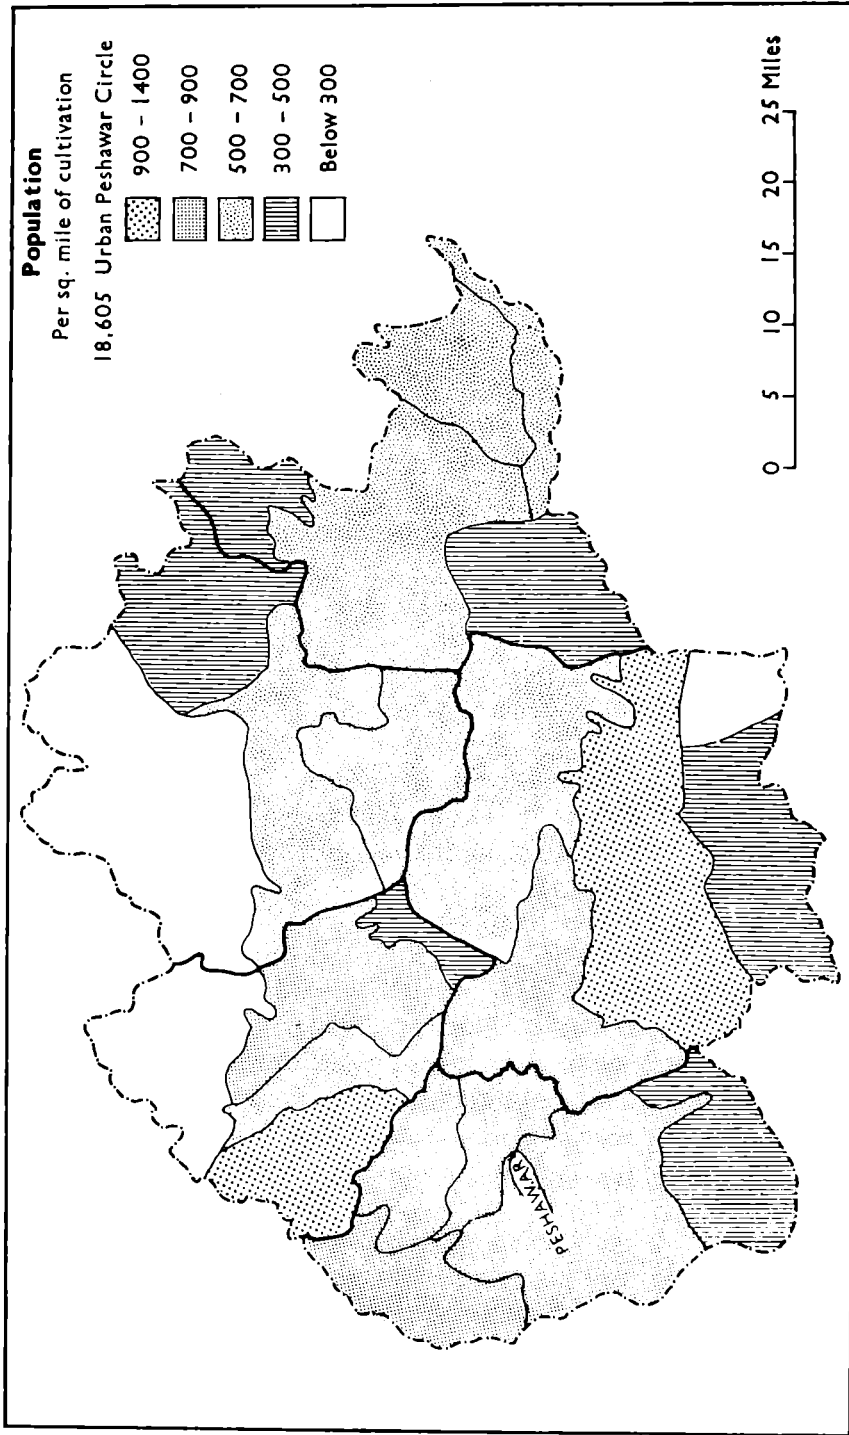 Population
Per sq. mile of cultivation
18,605 Urban Peshawar Circle
900 – 1400
700 – 900
500 – 700
300 – 500
Below 300
PESHAWAR
0 5 10 15 20 25 Miles